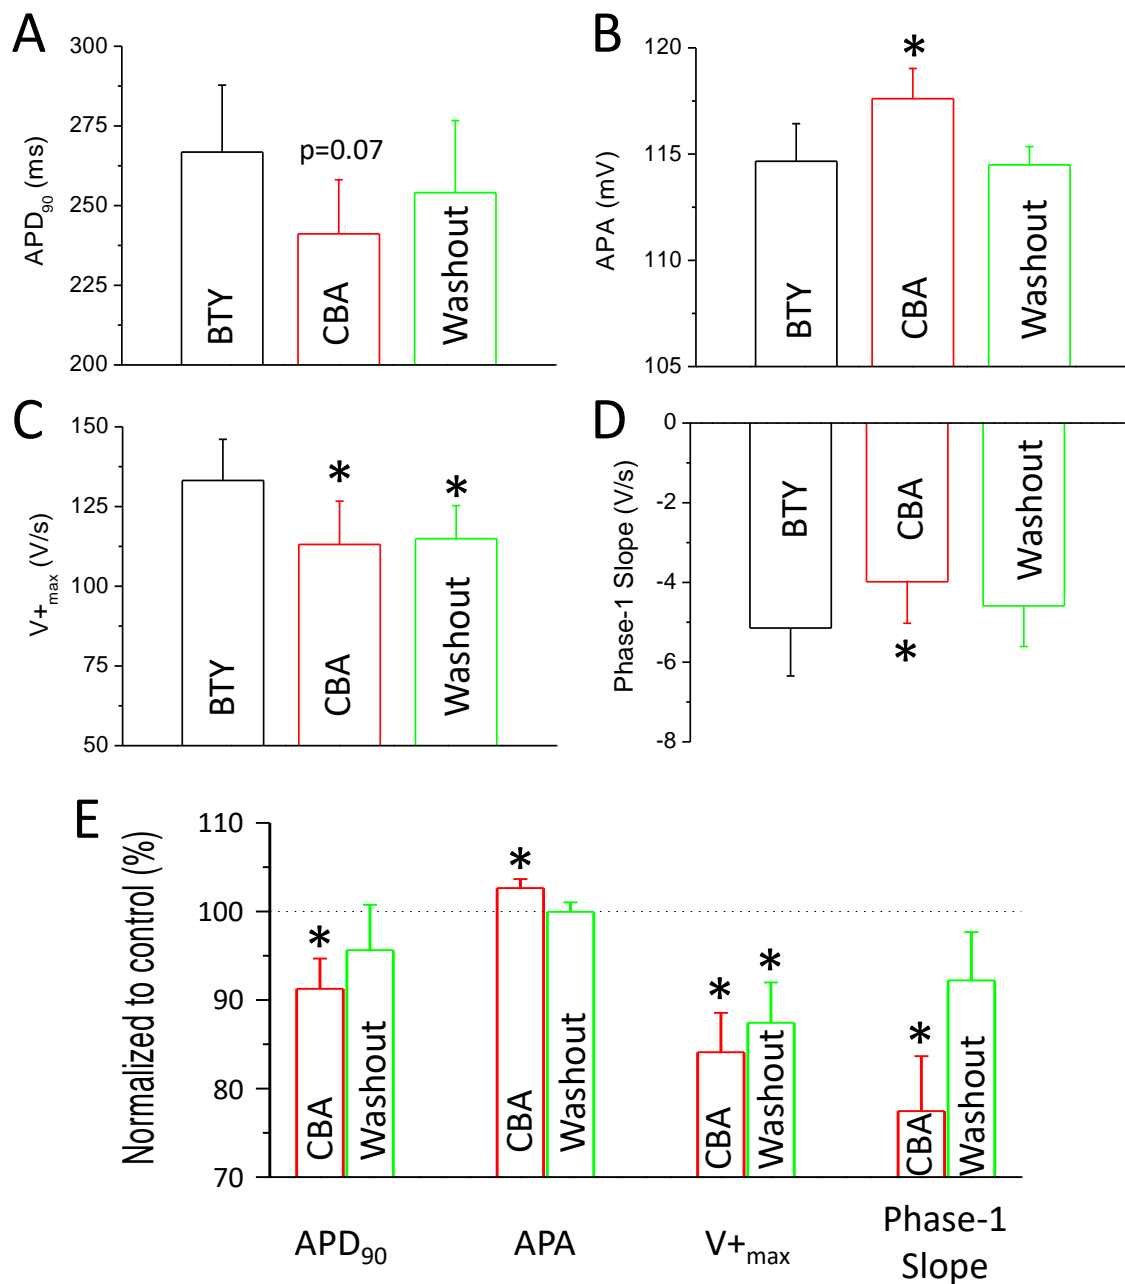 A
300
275
250
225
200
APD90 (ms)
p=0.07
BTY
CBA
Washout
B
120
115
110
105
APA (mV)
*
BTY
CBA
Washout
C
150
125
100
75
50
V+max (V/s)
*
*
BTY
CBA
Washout
D
0
-2
-4
-6
-8
Phase-1 Slope (V/s)
BTY
CBA
Washout
*
E
110
100
90
80
70
Normalized to control (%)
*
*
*
*
*
CBA
Washout
CBA
Washout
CBA
Washout
CBA
Washout
APD90
APA
V+max
Phase-1
Slope